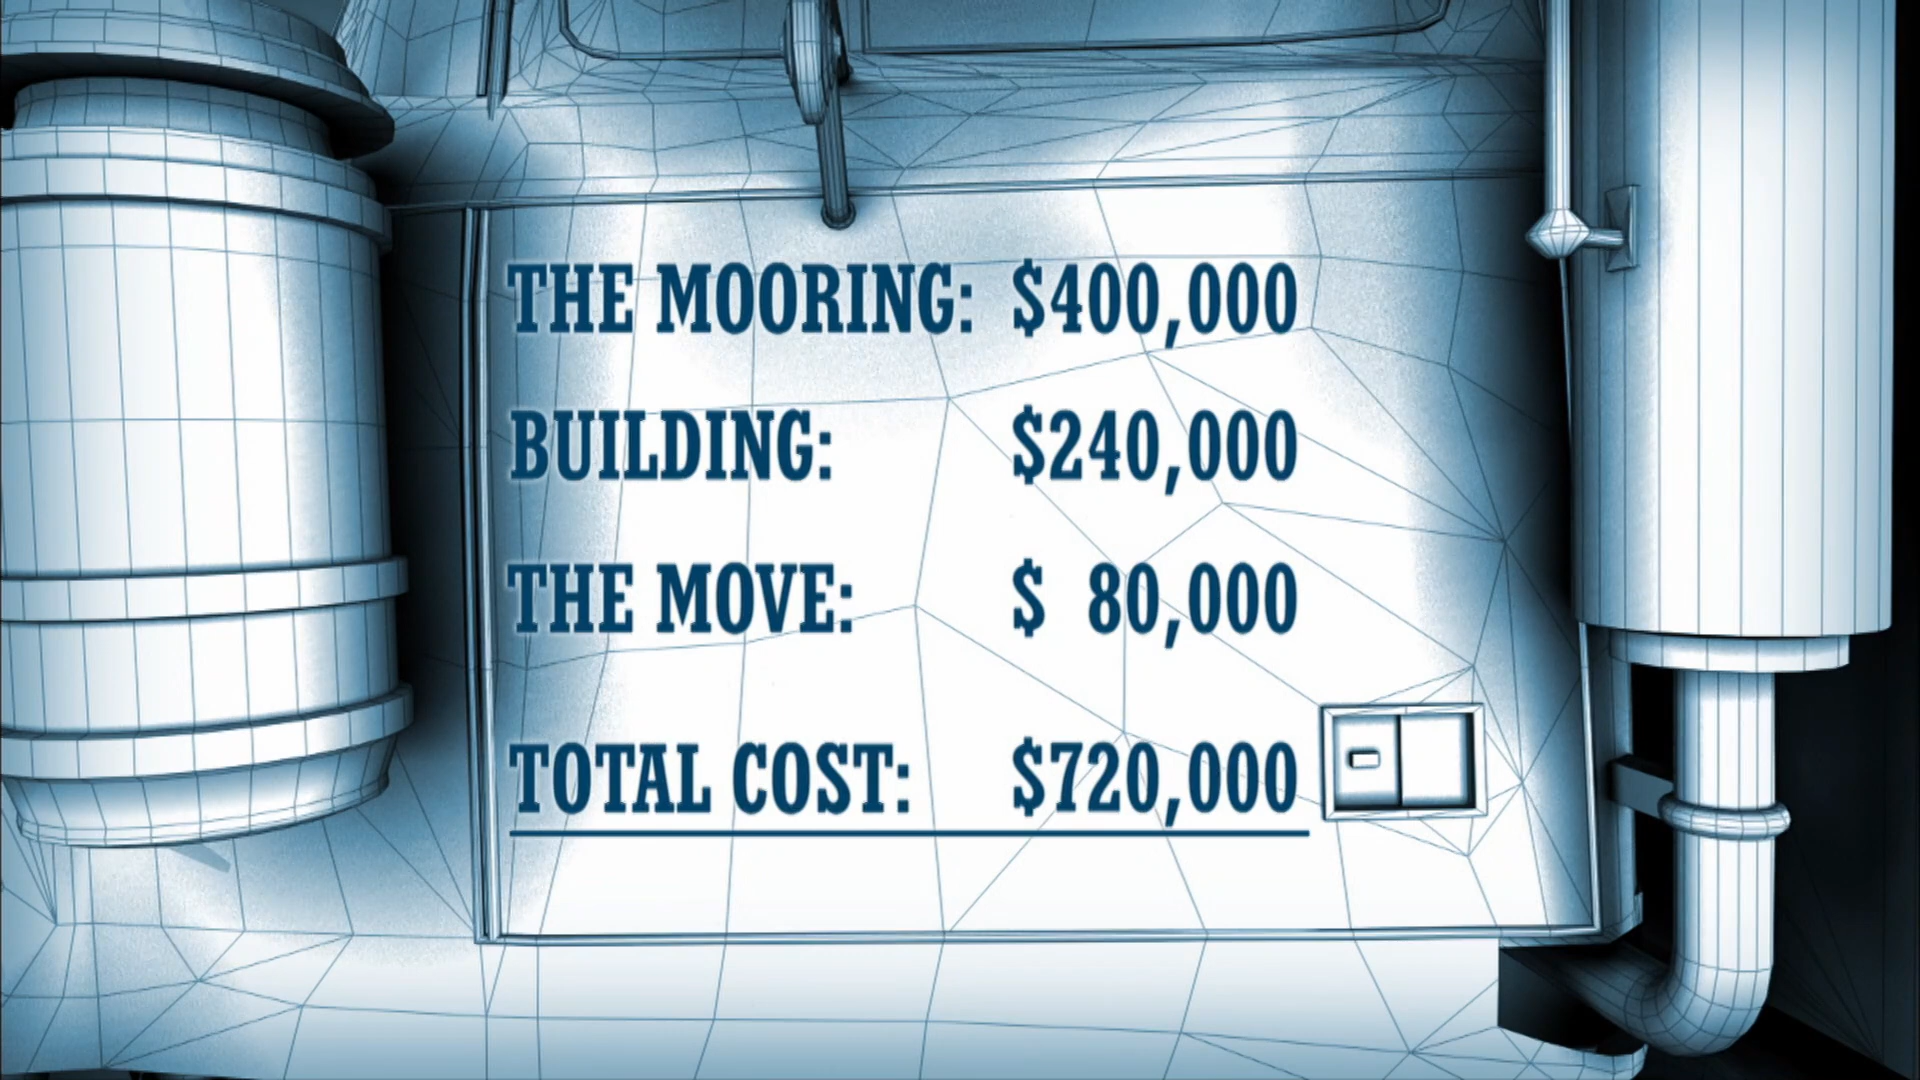 THE MOORING: $400,000
BUILDING: $240,000
THE MOVE: $ 80,000
TOTAL COST: $720,000